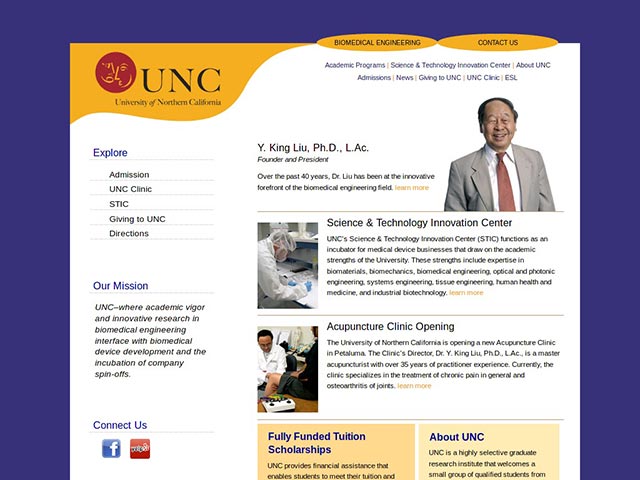 BIOMEDICAL ENGINEERING
CONTACT US
UNC
University of Northern California
Academic Programs | Science & Technology Innovation Center | About UNC
Admissions | News | Giving to UNC | UNC Clinic | ESL
Explore
Admission
UNC Clinic
STIC
Giving to UNC
Directions
Our Mission
UNC–where academic vigor
and innovative research in
biomedical engineering
interface with biomedical
device development and the
incubation of company
spin-offs.
Connect Us
Y. King Liu, Ph.D., L.Ac.
Founder and President
Over the past 40 years, Dr. Liu has been at the innovative
forefront of the biomedical engineering field. learn more
Science & Technology Innovation Center
UNC's Science & Technology Innovation Center (STIC) functions as an
incubator for medical device businesses that draw on the academic
strengths of the University. These strengths include expertise in
biomaterials, biomechanics, biomedical engineering, optical and photonic
engineering, systems engineering, tissue engineering, human health and
medicine, and industrial biotechnology. learn more
Acupuncture Clinic Opening
The University of Northern California is opening a new Acupuncture Clinic
in Petaluma. The Clinic's Director, Dr. Y. King Liu, Ph.D., L.Ac., is a master
acupuncturist with over 35 years of practitioner experience. Currently, the
clinic specializes in the treatment of chronic pain in general and
osteoarthritis of joints. learn more
Fully Funded Tuition
Scholarships
UNC provides financial assistance that
enables students to meet their tuition and
About UNC
UNC is a highly selective graduate
research institute that welcomes a
small group of qualified students from